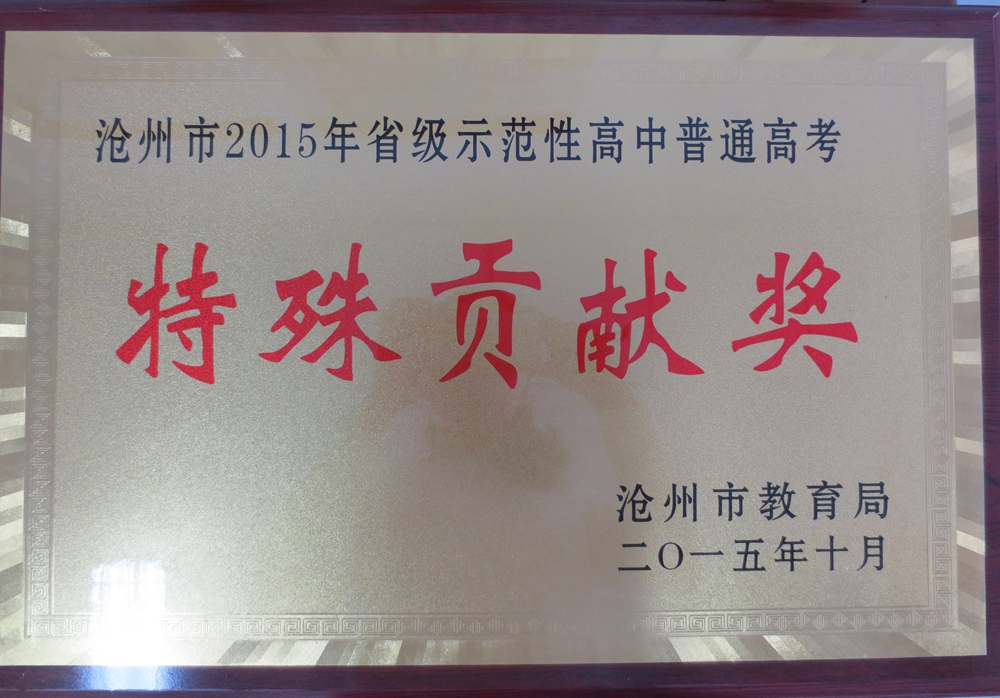 沧州市2015年省级示范性高中普通高考
特殊贡献奖
沧州市教育局
二〇一五年十月